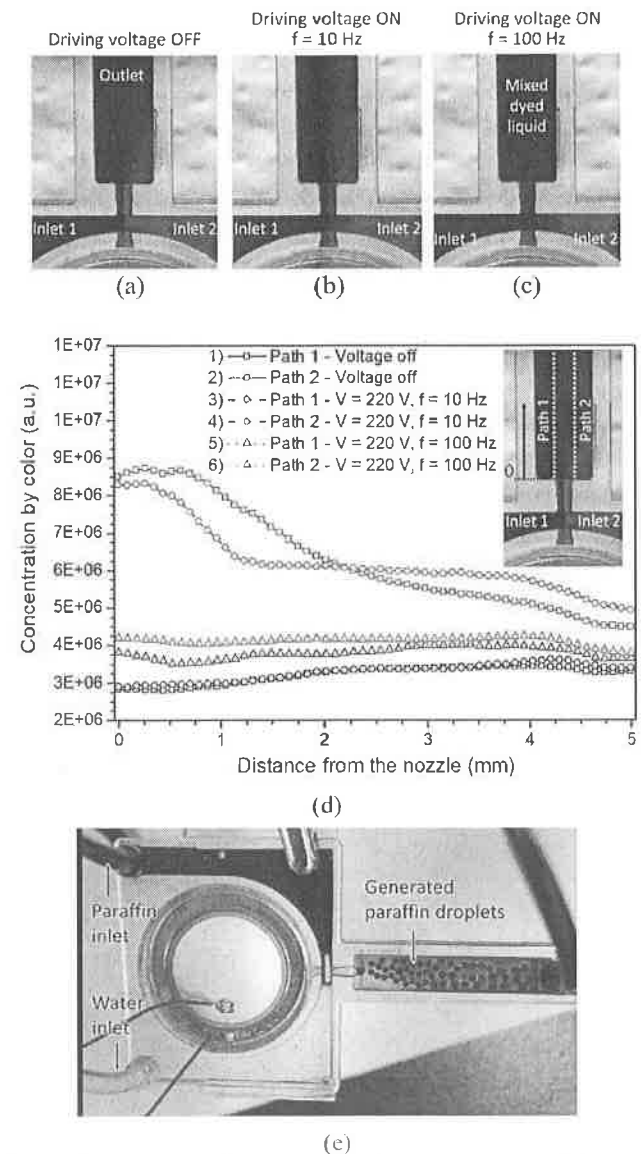 Driving voltage OFF
Driving voltage ON
f = 10 Hz
Driving voltage ON
f = 100 Hz
Outlet
Inlet 1
Inlet 2
Inlet 1
Inlet 2
Mixed
dyed
liquid
Inlet 1
Inlet 2
(a)
(b)
(c)
Concentration by color (a.u.)
1E+07
1E+07
1E+07
9E+06
8E+06
7E+06
6E+06
5E+06
4E+06
3E+06
2E+06
1) Path 1 - Voltage off
2) Path 2 - Voltage off
3) Path 1 - V = 220 V, f = 10 Hz
4) Path 2 - V = 220 V, f = 10 Hz
5) Path 1 - V = 220 V, f = 100 Hz
6) Path 2 - V = 220 V, f = 100 Hz
Path 1
Path 2
0
Inlet 1
Inlet 2
0
1
2
3
4
5
Distance from the nozzle (mm)
(d)
Paraffin
inlet
Generated
paraffin droplets
Water
inlet
(e)